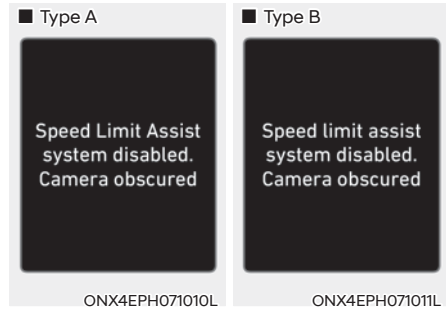 ■ Type A
Speed Limit Assist
system disabled.
Camera obscured
ONX4EPH071010L
■ Type B
Speed limit assist
system disabled.
Camera obscured
ONX4EPH071011L